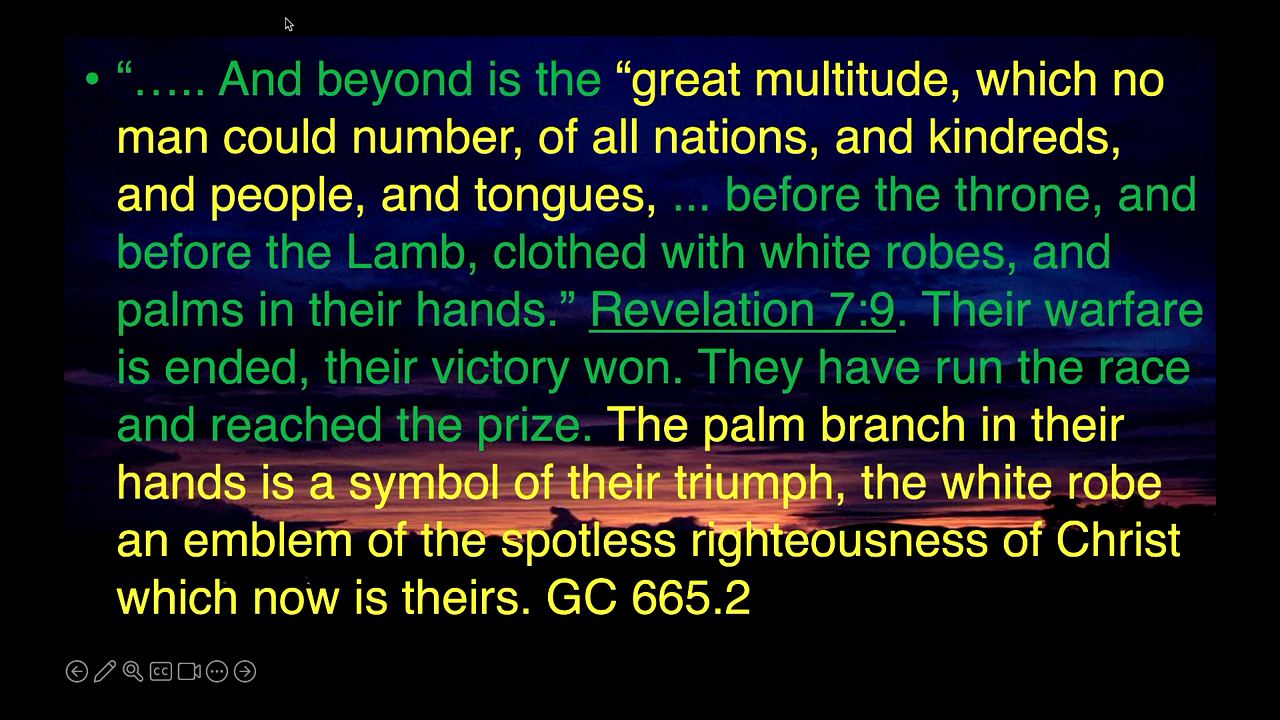 • “….. And beyond is the “great multitude, which no
man could number, of all nations, and kindreds,
and people, and tongues, ... before the throne, and
before the Lamb, clothed with white robes, and
palms in their hands.” Revelation 7:9. Their warfare
is ended, their victory won. They have run the race
and reached the prize. The palm branch in their
hands is a symbol of their triumph, the white robe
an emblem of the spotless righteousness of Christ
which now is theirs. GC 665.2
CC